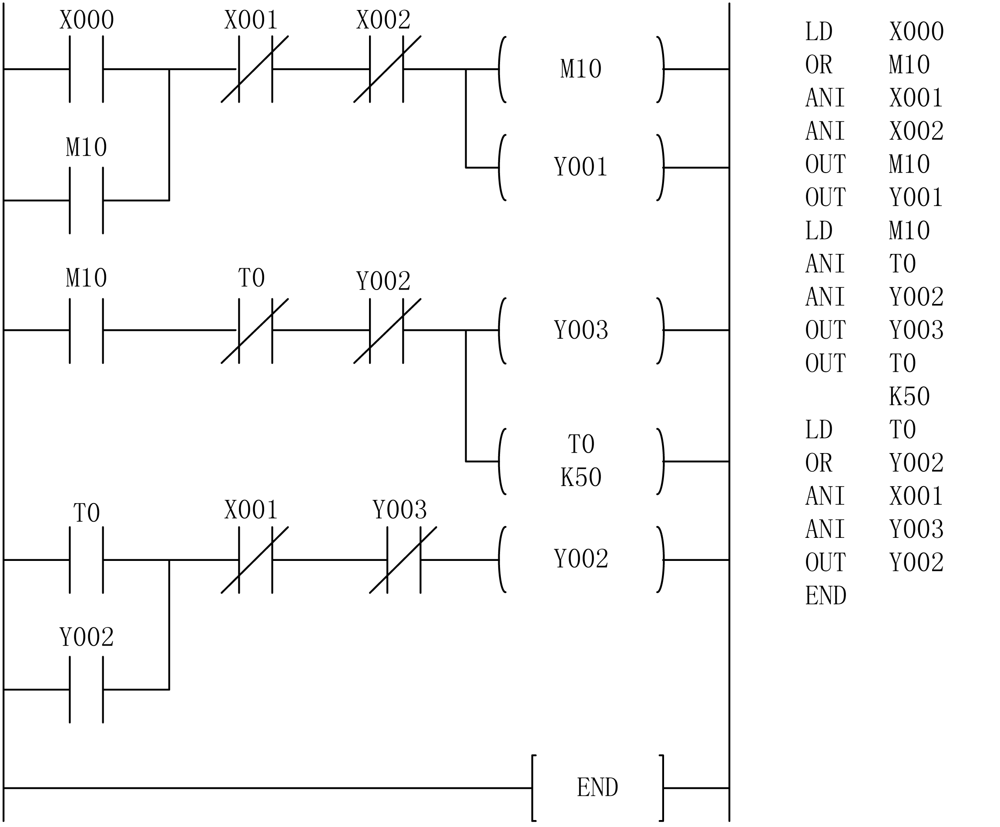 X000 X001 X002
M10
M10
Y001
M10 T0 Y002
Y003
T0
K50
T0 X001 Y003
Y002
Y002
END
LD X000
OR M10
ANI X001
ANI X002
OUT M10
OUT Y001
LD M10
ANI T0
ANI Y002
OUT Y003
OUT T0
K50
LD T0
OR Y002
ANI X001
ANI Y003
OUT Y002
END